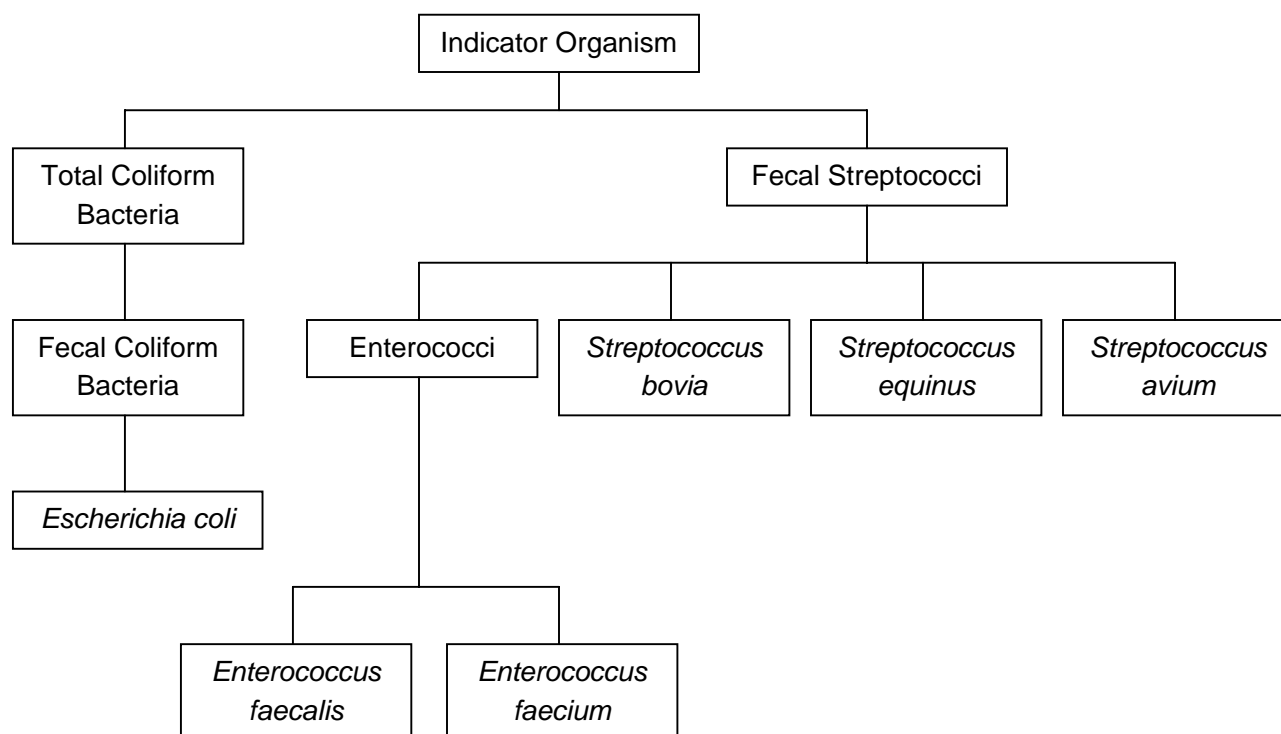 Indicator Organism
Total Coliform
Bacteria
Fecal Streptococci
Fecal Coliform
Bacteria
Enterococci
Streptococcus
bovia
Streptococcus
equinus
Streptococcus
avium
Escherichia coli
Enterococcus
faecalis
Enterococcus
faecium